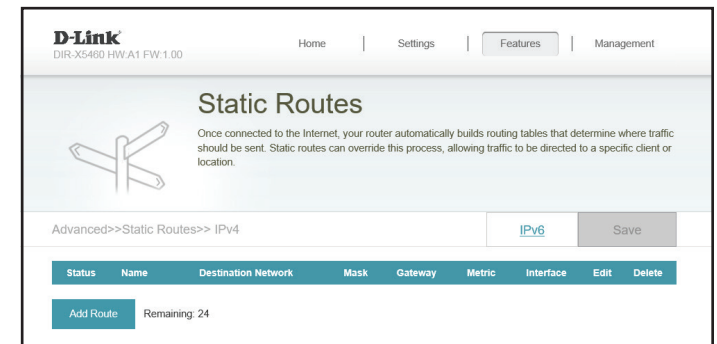 D-Link
DIR-X5460 HW:A1 FW:1.00
Home | Settings | Features | Management
Static Routes
Once connected to the Internet, your router automatically builds routing tables that determine where traffic
should be sent. Static routes can override this process, allowing traffic to be directed to a specific client or
location.
Advanced>>Static Routes>> IPv4
IPv6
Save
Status Name Destination Network Mask Gateway Metric Interface Edit Delete
Add Route Remaining: 24